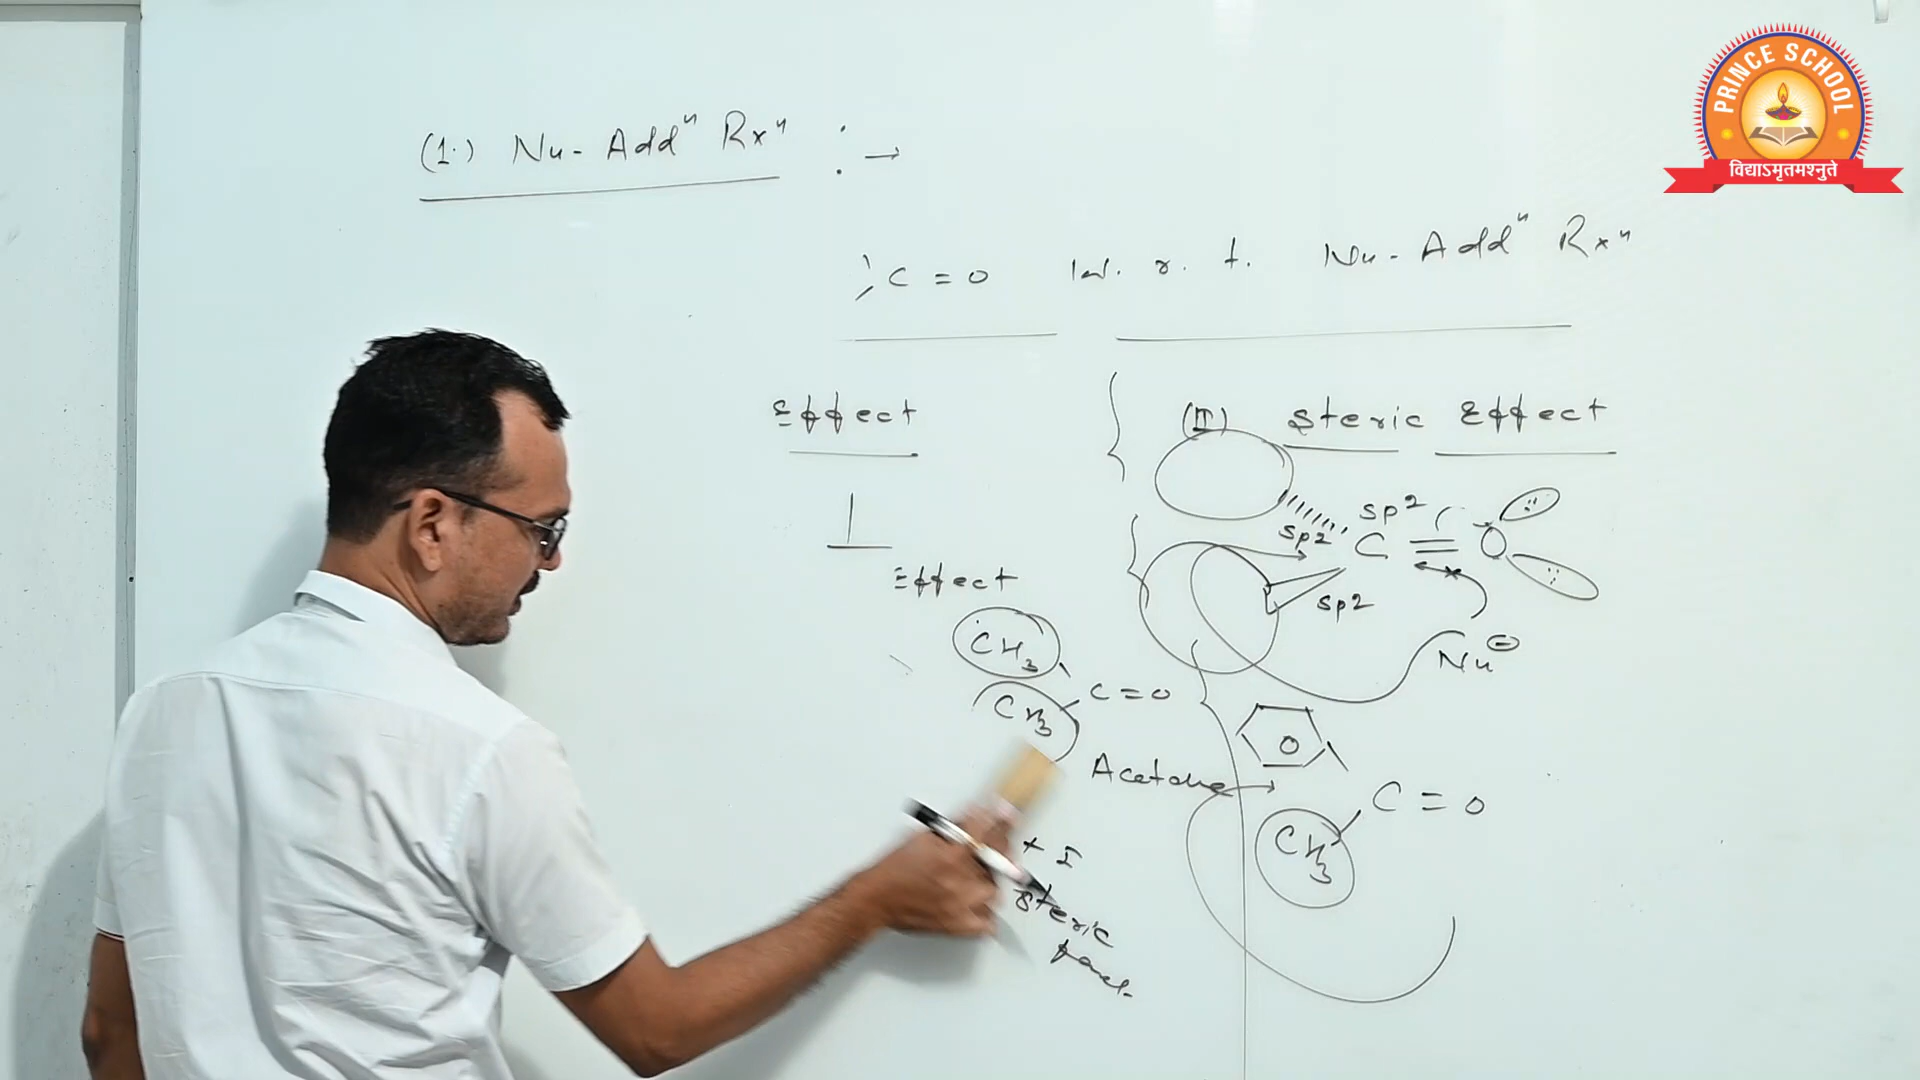 PRINCE SCHOOL
विद्याऽमृतमश्नुते
(1.) Nu- Addⁿ Rxⁿ : →
C = O W. r. t. Nu- Addⁿ Rxⁿ
Effect
(II) Steric Effect
sp2
sp2 C = O
sp2
Effect
Nu⊖
CH3
CH3 C = O
Acetone
C = O
CH3
+ I
Steric